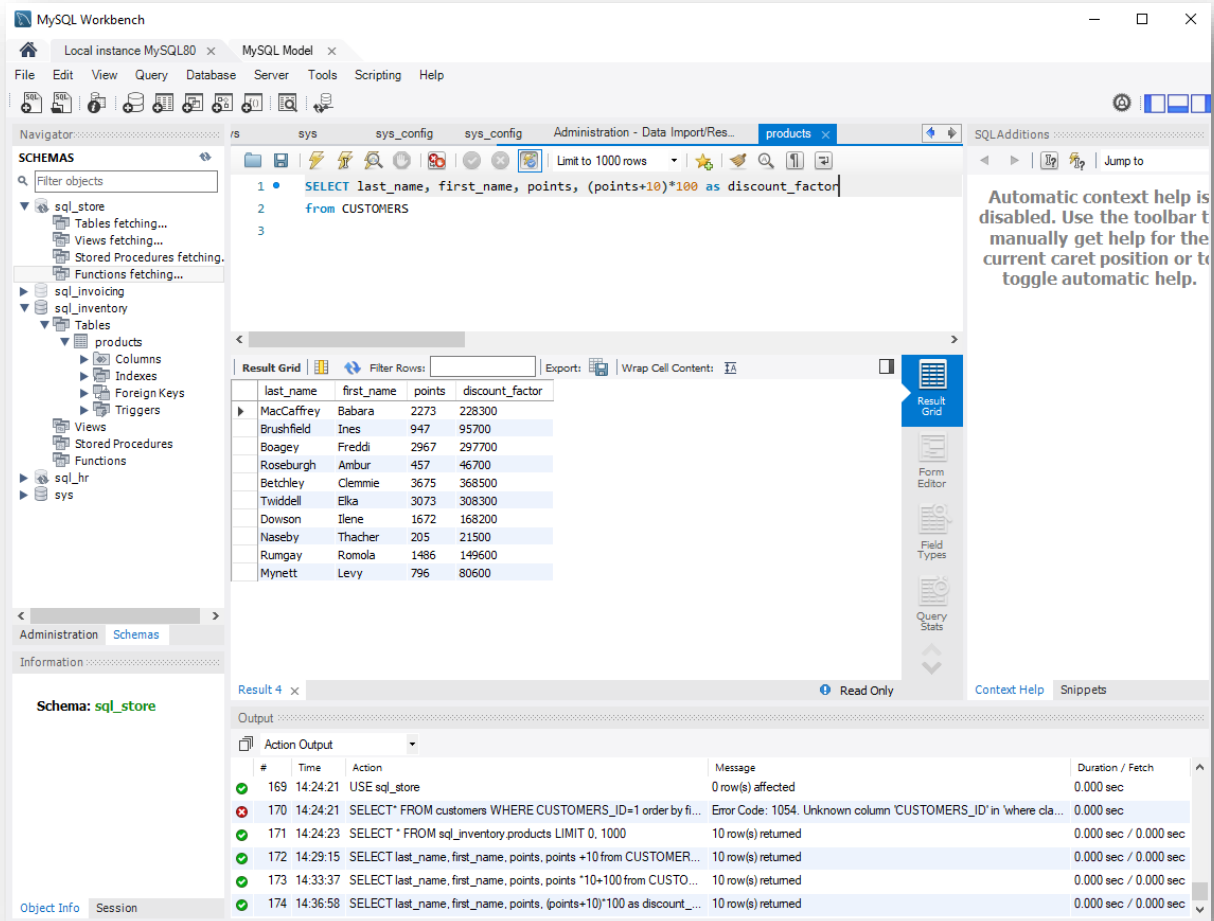 MySQL Workbench
Local instance MySQL80
MySQL Model
File Edit View Query Database Server Tools Scripting Help
Navigator
SCHEMAS
Filter objects
sql_store
Tables fetching...
Views fetching...
Stored Procedures fetching.
Functions fetching...
sql_invoicing
sql_inventory
Tables
products
Columns
Indexes
Foreign Keys
Triggers
Views
Stored Procedures
Functions
sql_hr
sys
Administration Schemas
Information
Schema: sql_store
Object Info Session
/s sys sys_config sys_config Administration - Data Import/Res... products
Limit to 1000 rows
1 SELECT last_name, first_name, points, (points+10)*100 as discount_factor
2 from CUSTOMERS
3
Result Grid Filter Rows: Export: Wrap Cell Content:
last_name first_name points discount_factor
MacCaffrey Babara 2273 228300
Brushfield Ines 947 95700
Boagey Freddi 2967 297700
Roseburgh Ambur 457 46700
Betchley Clemmie 3675 368500
Twiddell Elka 3073 308300
Dowson Ilene 1672 168200
Naseby Thacher 205 21500
Rumgay Romola 1486 149600
Mynett Levy 796 80600
Result
Grid
Form
Editor
Field
Types
Query
Stats
Result 4
Read Only
SQLAdditions
Jump to
Automatic context help is
disabled. Use the toolbar t
manually get help for the
current caret position or to
toggle automatic help.
Context Help Snippets
Output
Action Output
# Time Action Message Duration / Fetch
169 14:24:21 USE sql_store 0 row(s) affected 0.000 sec
170 14:24:21 SELECT* FROM customers WHERE CUSTOMERS_ID=1 order by fi... Error Code: 1054. Unknown column 'CUSTOMERS_ID' in 'where cla... 0.000 sec
171 14:24:23 SELECT * FROM sql_inventory.products LIMIT 0, 1000 10 row(s) returned 0.000 sec / 0.000 sec
172 14:29:15 SELECT last_name, first_name, points, points +10 from CUSTOMER... 10 row(s) returned 0.000 sec / 0.000 sec
173 14:33:37 SELECT last_name, first_name, points, points *10+100 from CUSTO... 10 row(s) returned 0.000 sec / 0.000 sec
174 14:36:58 SELECT last_name, first_name, points, (points+10)*100 as discount_... 10 row(s) returned 0.000 sec / 0.000 sec